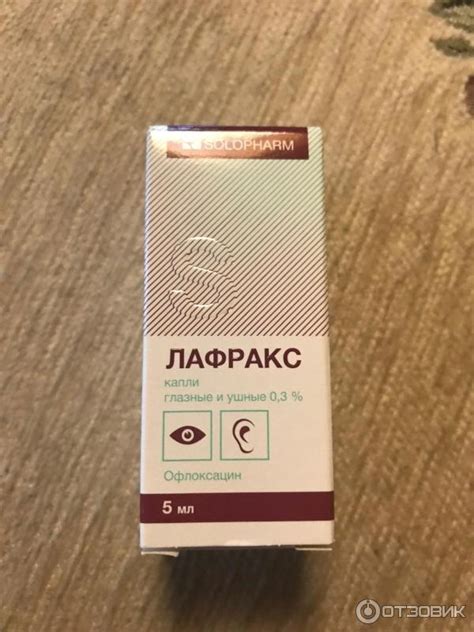 SOLOPHARM
ЛАФРАКС
капли
глазные и ушные 0,3 %
Офлоксацин
5 мл
ОТЗОВИК